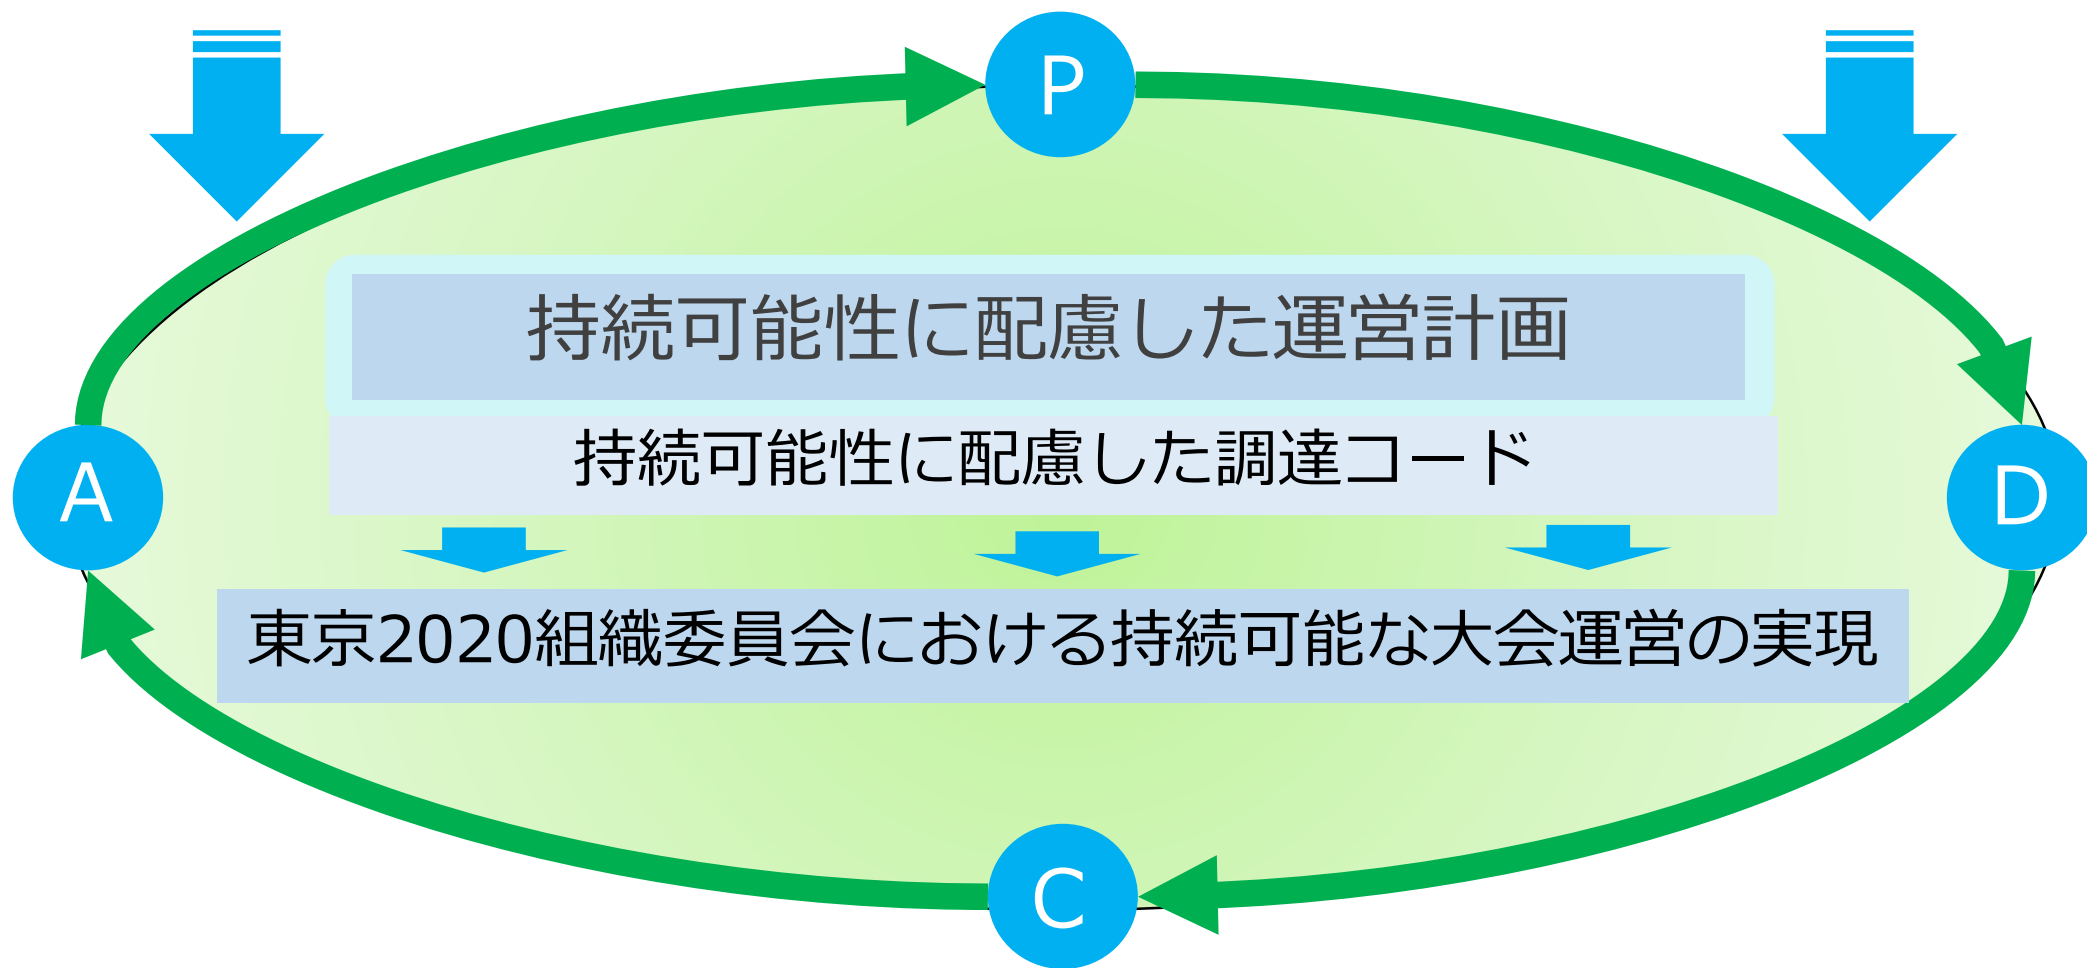 P
持続可能性に配慮した運営計画
持続可能性に配慮した調達コード
A
D
東京2020組織委員会における持続可能な大会運営の実現
C